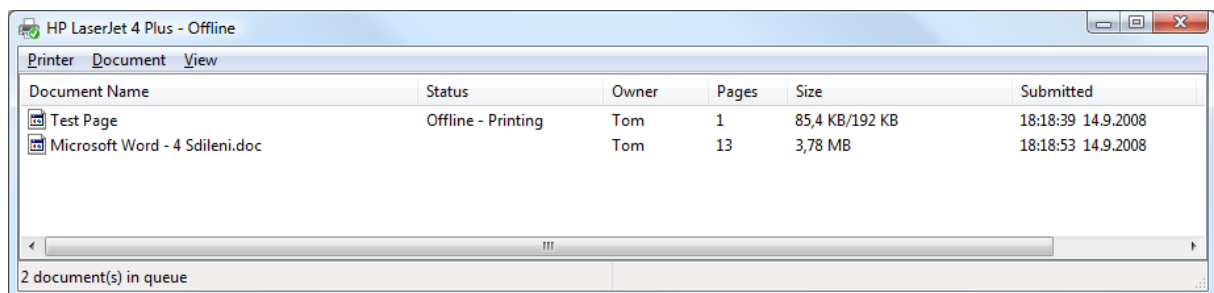 HP LaserJet 4 Plus - Offline
Printer Document View
Document Name Status Owner Pages Size Submitted
Test Page Offline - Printing Tom 1 85,4 KB/192 KB 18:18:39 14.9.2008
Microsoft Word - 4 Sdileni.doc Tom 13 3,78 MB 18:18:53 14.9.2008
2 document(s) in queue